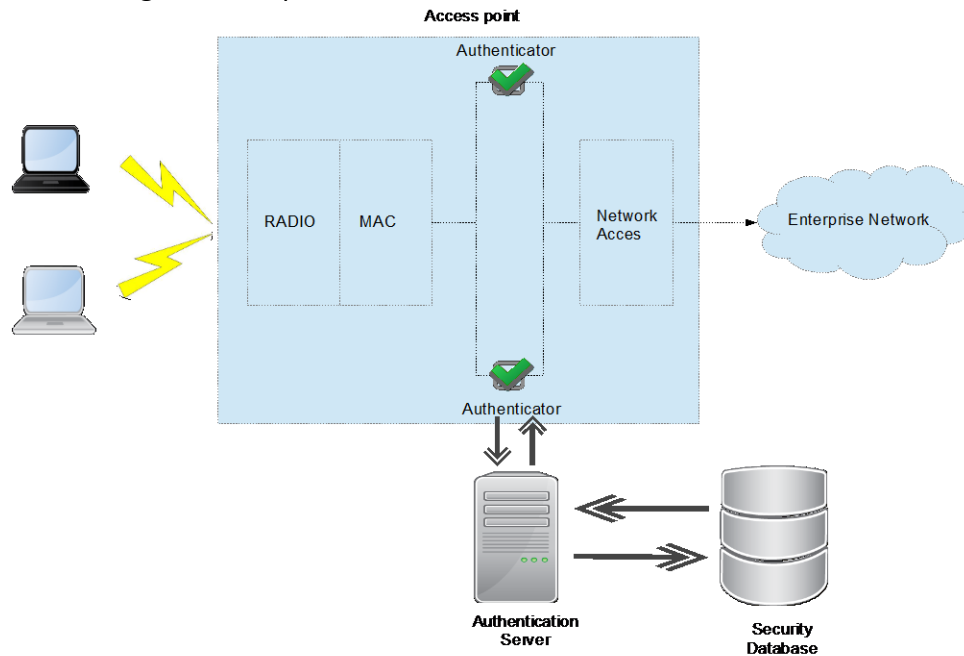 Access point
Authenticator
RADIO
MAC
Network
Acces
Enterprise Network
Authenticator
Authentication
Server
Security
Database